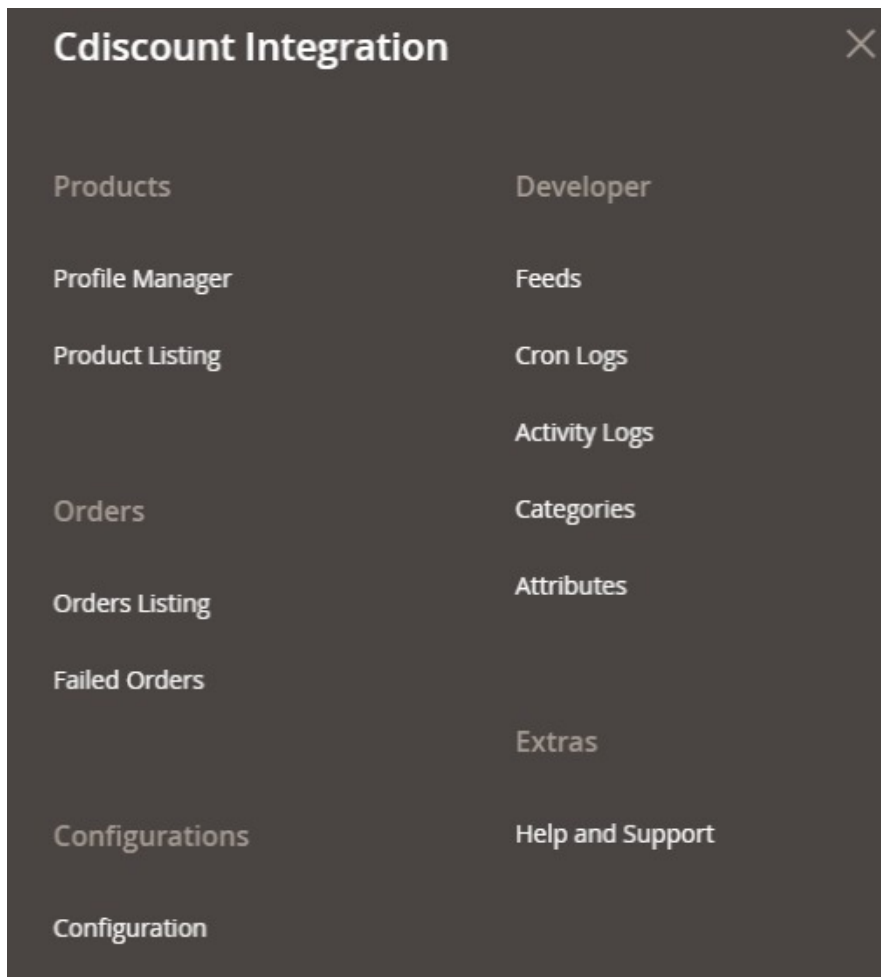 Cdiscount Integration
Products
Profile Manager
Product Listing
Orders
Orders Listing
Failed Orders
Configurations
Configuration
Developer
Feeds
Cron Logs
Activity Logs
Categories
Attributes
Extras
Help and Support